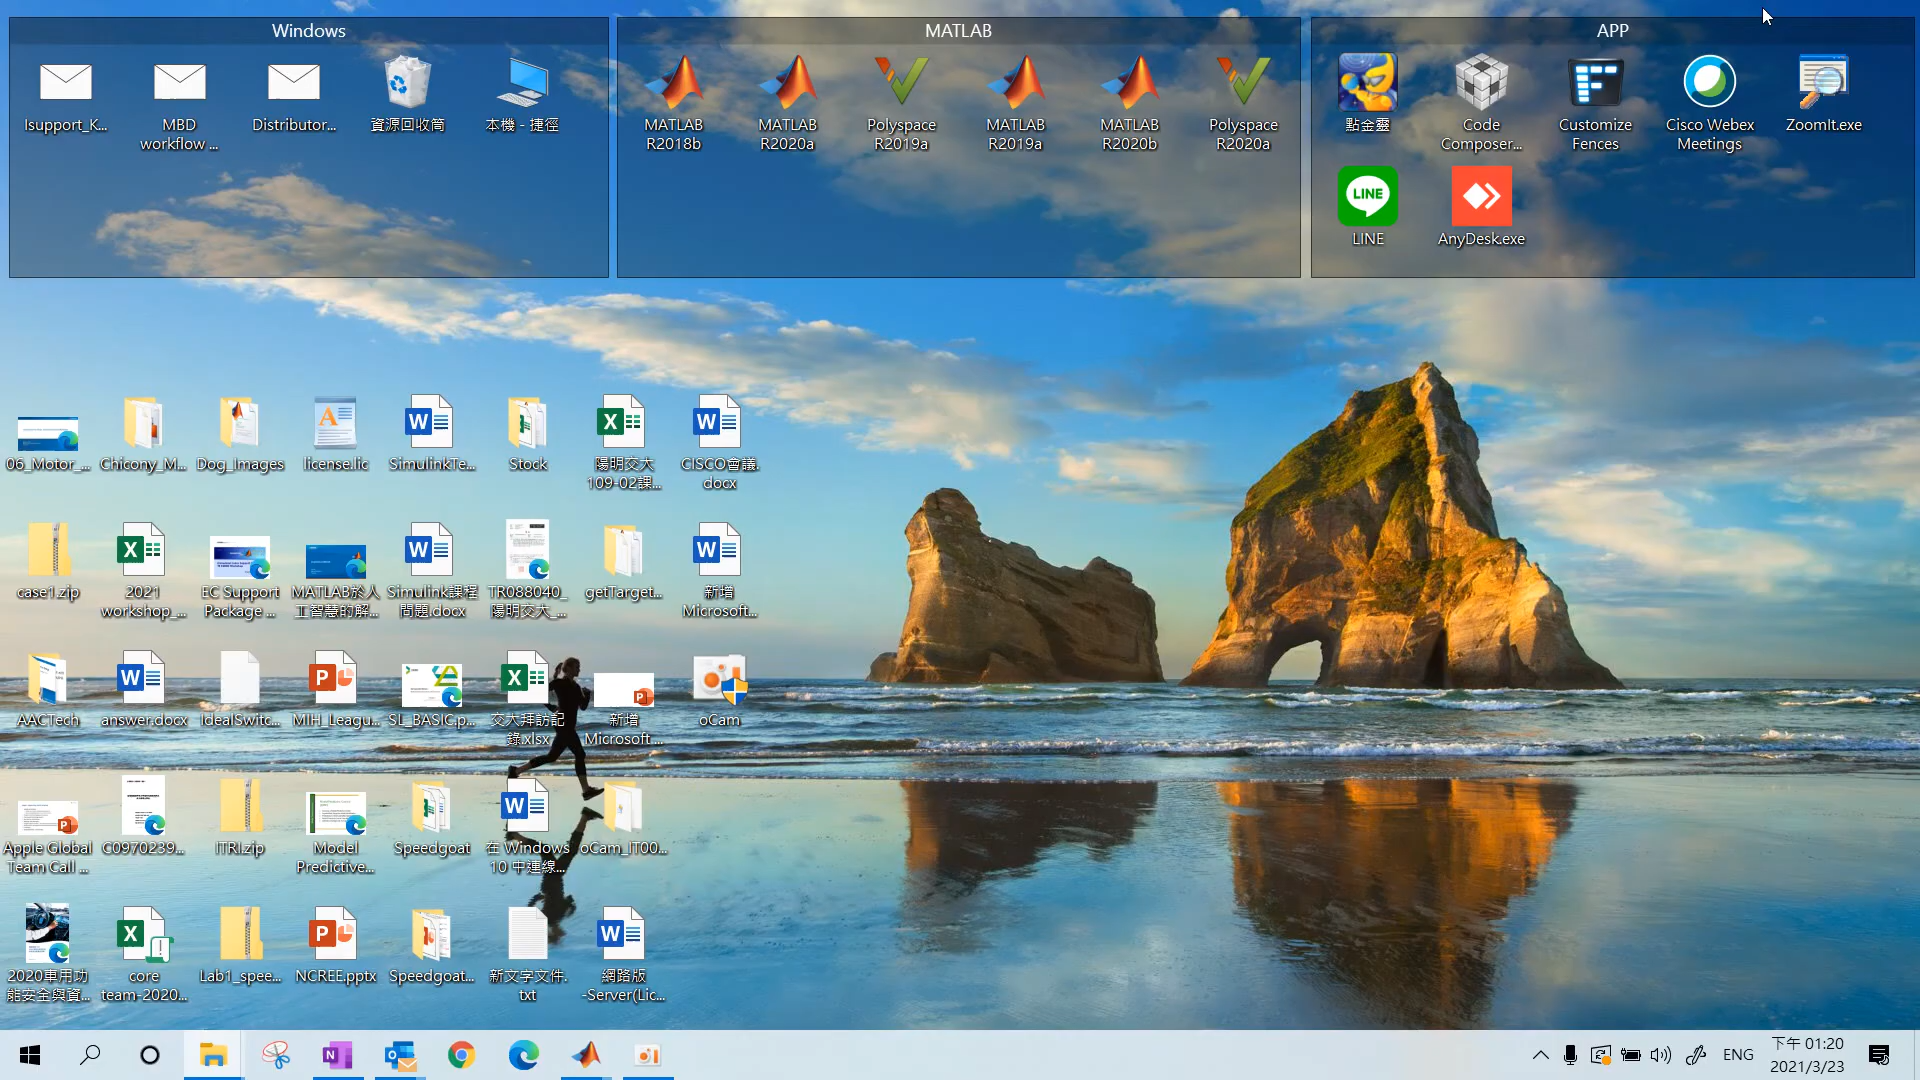 Windows
Isupport_K...
MBD
workflow ...
Distributor...
資源回收筒
本機 - 捷徑
MATLAB
MATLAB
R2018b
MATLAB
R2020a
Polyspace
R2019a
MATLAB
R2019a
MATLAB
R2020b
Polyspace
R2020a
APP
點金靈
Code
Composer...
Customize
Fences
Cisco Webex
Meetings
ZoomIt.exe
LINE
LINE
AnyDesk.exe
06_Motor_...
Chicony_M...
Dog_Images
license.lic
SimulinkTe...
Stock
陽明交大
109-02課...
CISCO會議.
docx
case1.zip
2021
workshop_...
EC Support
Package ...
MATLAB於人
工智慧的解...
Simulink課程
問題.docx
TR088040_
陽明交大_...
getTarget...
新增
Microsoft...
AACTech
answer.docx
IdealSwitc...
MIH_Leagu...
SL_BASIC.p...
交大拜訪記
錄.xlsx
新增
Microsoft ...
oCam
Apple Global
Team Call ...
C0970239...
ITRI.zip
Model
Predictive...
Speedgoat
在 Windows
10 中連線...
oCam_IT00...
2020車用功
能安全與資...
core
team-2020...
Lab1_spee...
NCREE.pptx
Speedgoat...
新文字文件.
txt
網路版
-Server(Lic...
ENG
下午 01:20
2021/3/23